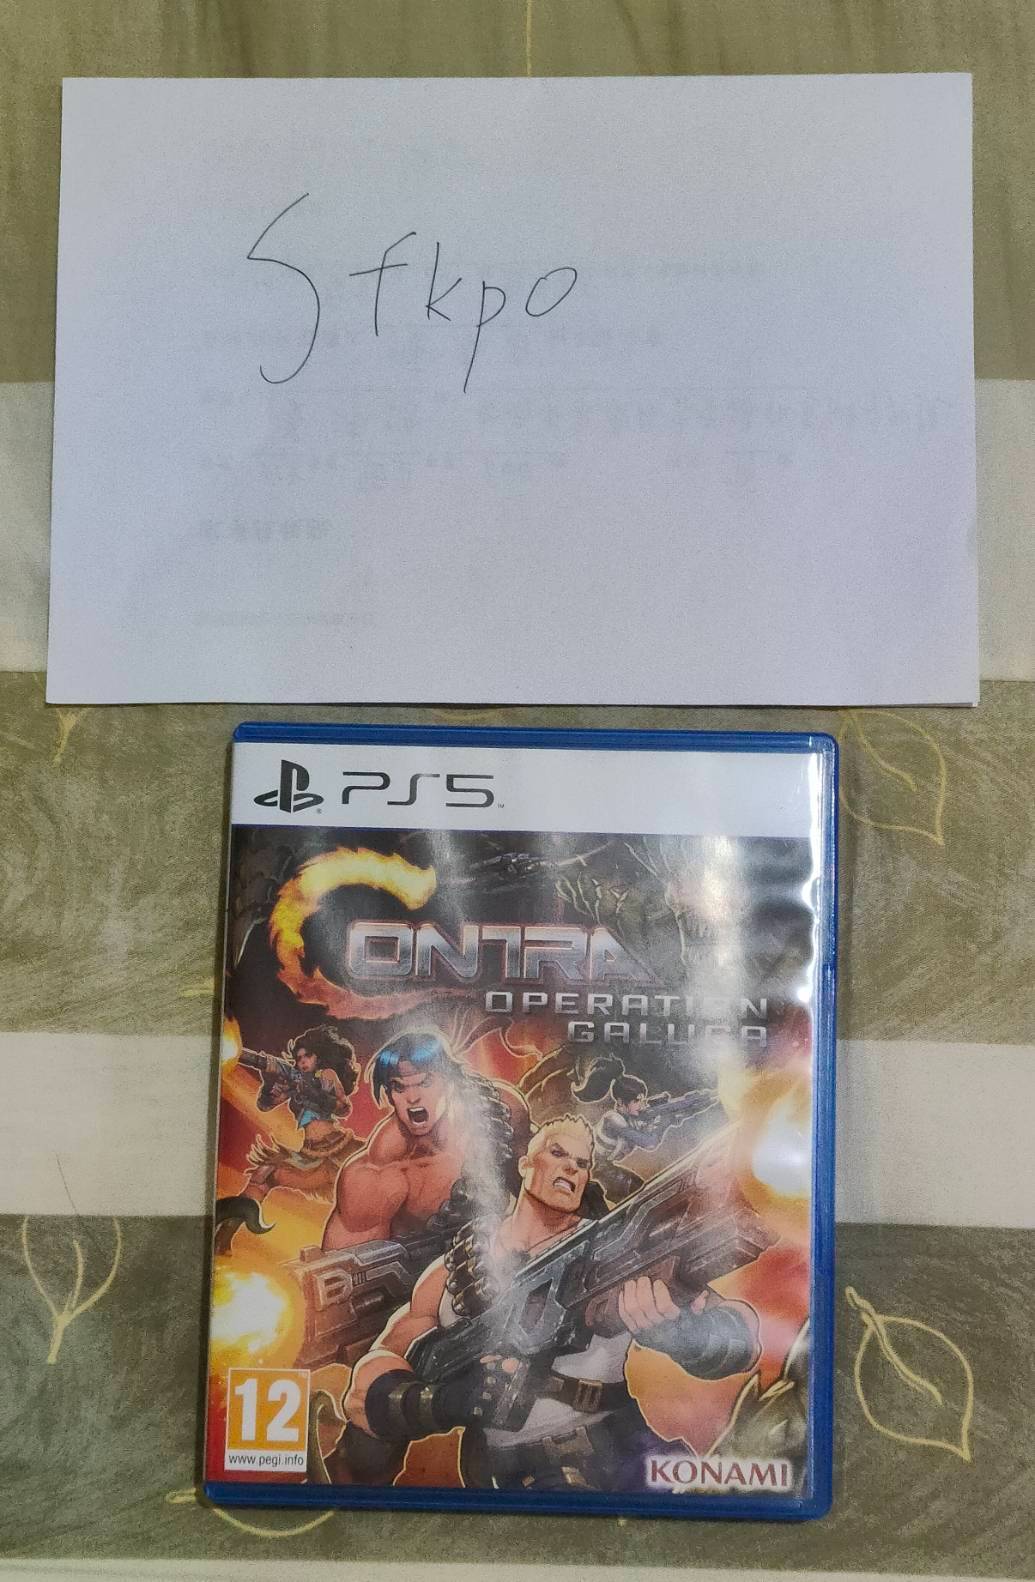 Sfkpo
PS5
CONTRA
OPERATION
GALUGA
12
www.pegi.info
KONAMI